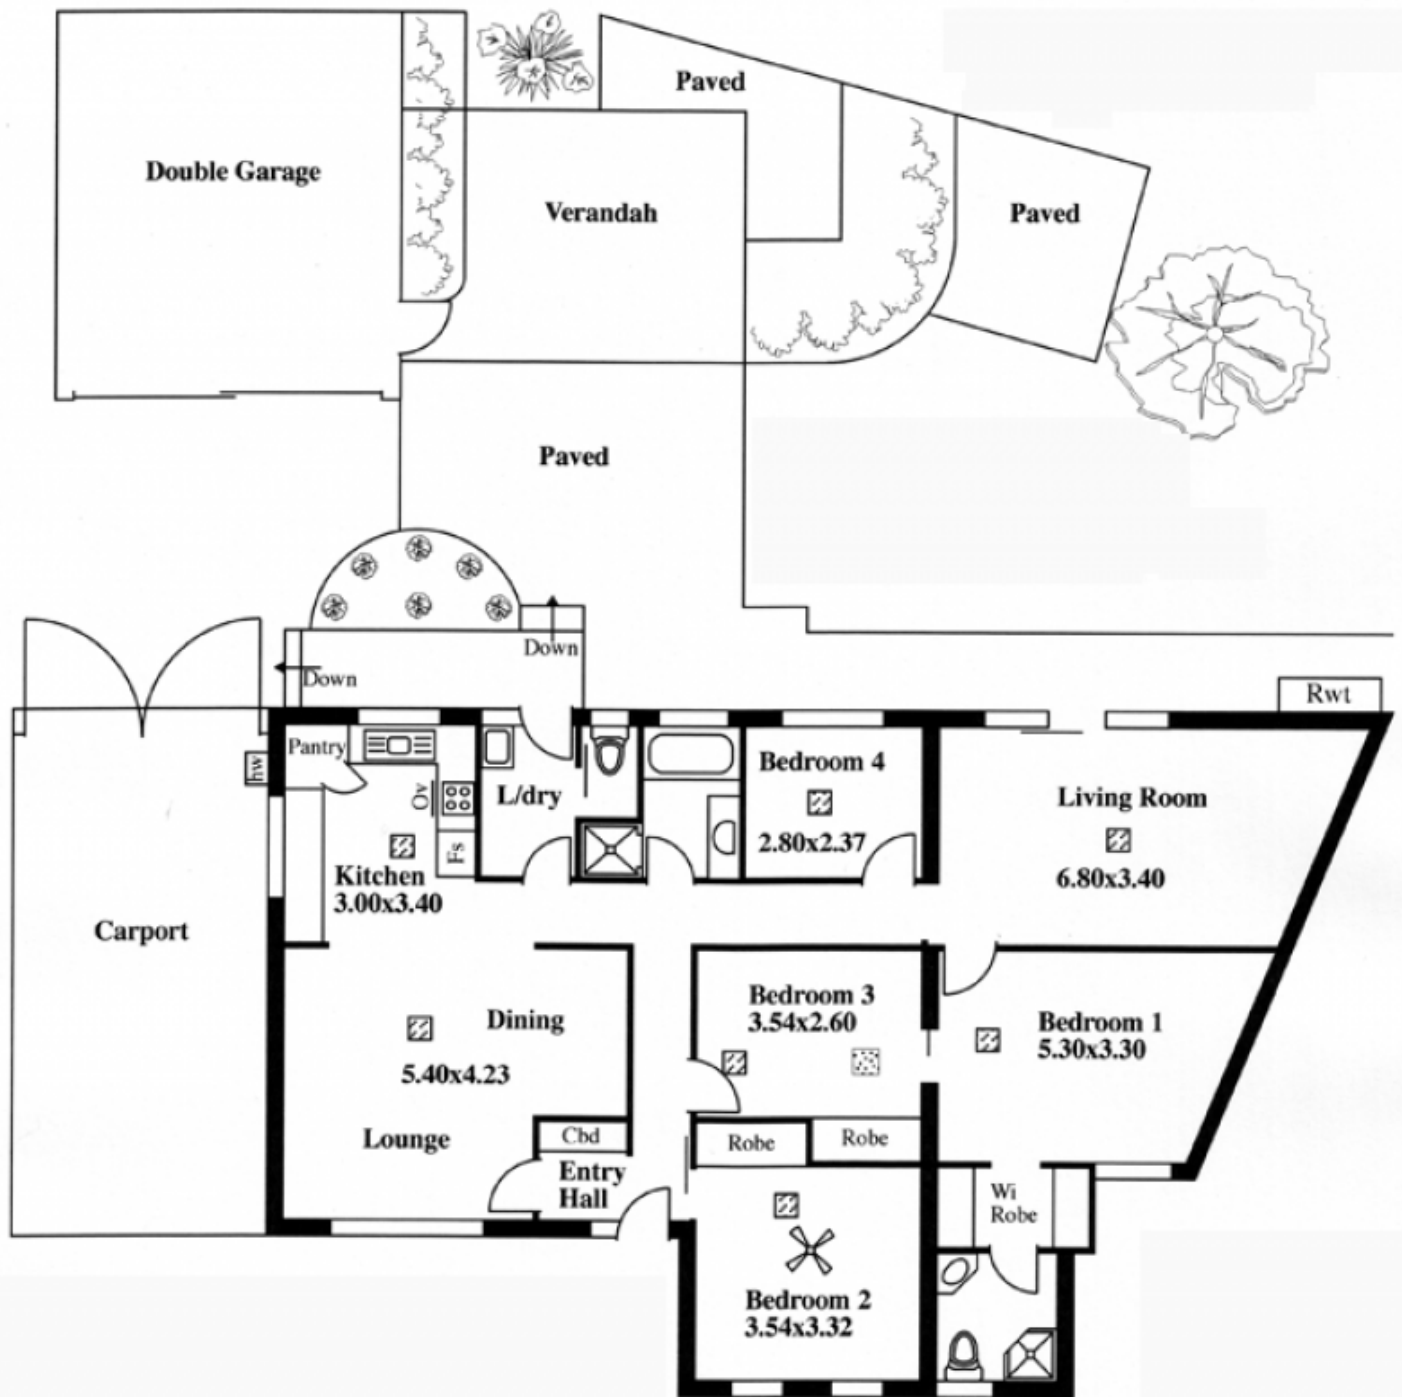 Paved
Double Garage
Verandah
Paved
Paved
Down
Down
Rwt
Pantry
hw
Ov
L/dry
Fs
Kitchen
3.00x3.40
Bedroom 4
2.80x2.37
Living Room
6.80x3.40
Carport
Dining
5.40x4.23
Lounge
Bedroom 3
3.54x2.60
Bedroom 1
5.30x3.30
Cbd
Entry
Hall
Robe
Robe
Wi
Robe
Bedroom 2
3.54x3.32